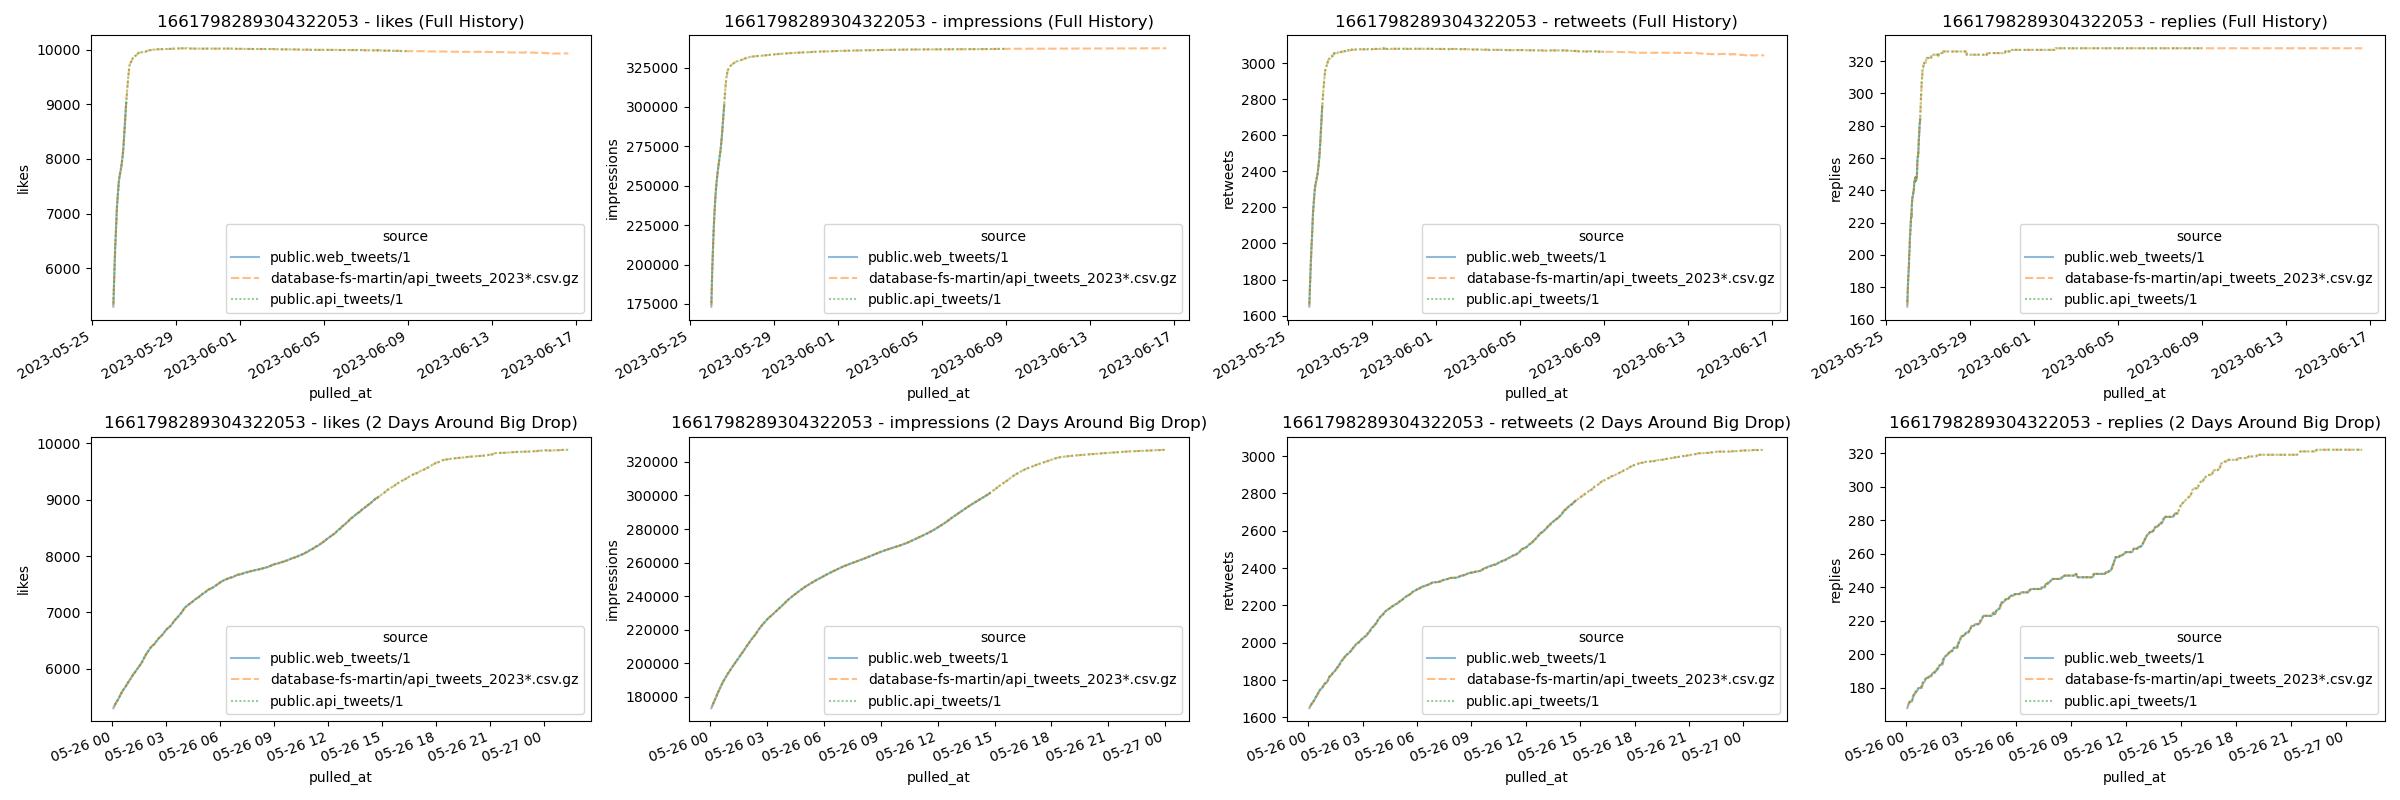 1661798289304322053 - likes (Full History)
likes
10000
9000
8000
7000
6000
source
public.web_tweets/1
database-fs-martin/api_tweets_2023*.csv.gz
public.api_tweets/1
2023-05-25
2023-05-29
2023-06-01
2023-06-05
2023-06-09
2023-06-13
2023-06-17
pulled_at
1661798289304322053 - impressions (Full History)
impressions
325000
300000
275000
250000
225000
200000
175000
source
public.web_tweets/1
database-fs-martin/api_tweets_2023*.csv.gz
public.api_tweets/1
2023-05-25
2023-05-29
2023-06-01
2023-06-05
2023-06-09
2023-06-13
2023-06-17
pulled_at
1661798289304322053 - retweets (Full History)
retweets
3000
2800
2600
2400
2200
2000
1800
1600
source
public.web_tweets/1
database-fs-martin/api_tweets_2023*.csv.gz
public.api_tweets/1
2023-05-25
2023-05-29
2023-06-01
2023-06-05
2023-06-09
2023-06-13
2023-06-17
pulled_at
1661798289304322053 - replies (Full History)
replies
320
300
280
260
240
220
200
180
160
source
public.web_tweets/1
database-fs-martin/api_tweets_2023*.csv.gz
public.api_tweets/1
2023-05-25
2023-05-29
2023-06-01
2023-06-05
2023-06-09
2023-06-13
2023-06-17
pulled_at
1661798289304322053 - likes (2 Days Around Big Drop)
likes
10000
9000
8000
7000
6000
source
public.web_tweets/1
database-fs-martin/api_tweets_2023*.csv.gz
public.api_tweets/1
05-26 00
05-26 03
05-26 06
05-26 09
05-26 12
05-26 15
05-26 18
05-26 21
05-27 00
pulled_at
1661798289304322053 - impressions (2 Days Around Big Drop)
impressions
320000
300000
280000
260000
240000
220000
200000
180000
source
public.web_tweets/1
database-fs-martin/api_tweets_2023*.csv.gz
public.api_tweets/1
05-26 00
05-26 03
05-26 06
05-26 09
05-26 12
05-26 15
05-26 18
05-26 21
05-27 00
pulled_at
1661798289304322053 - retweets (2 Days Around Big Drop)
retweets
3000
2800
2600
2400
2200
2000
1800
1600
source
public.web_tweets/1
database-fs-martin/api_tweets_2023*.csv.gz
public.api_tweets/1
05-26 00
05-26 03
05-26 06
05-26 09
05-26 12
05-26 15
05-26 18
05-26 21
05-27 00
pulled_at
1661798289304322053 - replies (2 Days Around Big Drop)
replies
320
300
280
260
240
220
200
180
source
public.web_tweets/1
database-fs-martin/api_tweets_2023*.csv.gz
public.api_tweets/1
05-26 00
05-26 03
05-26 06
05-26 09
05-26 12
05-26 15
05-26 18
05-26 21
05-27 00
pulled_at